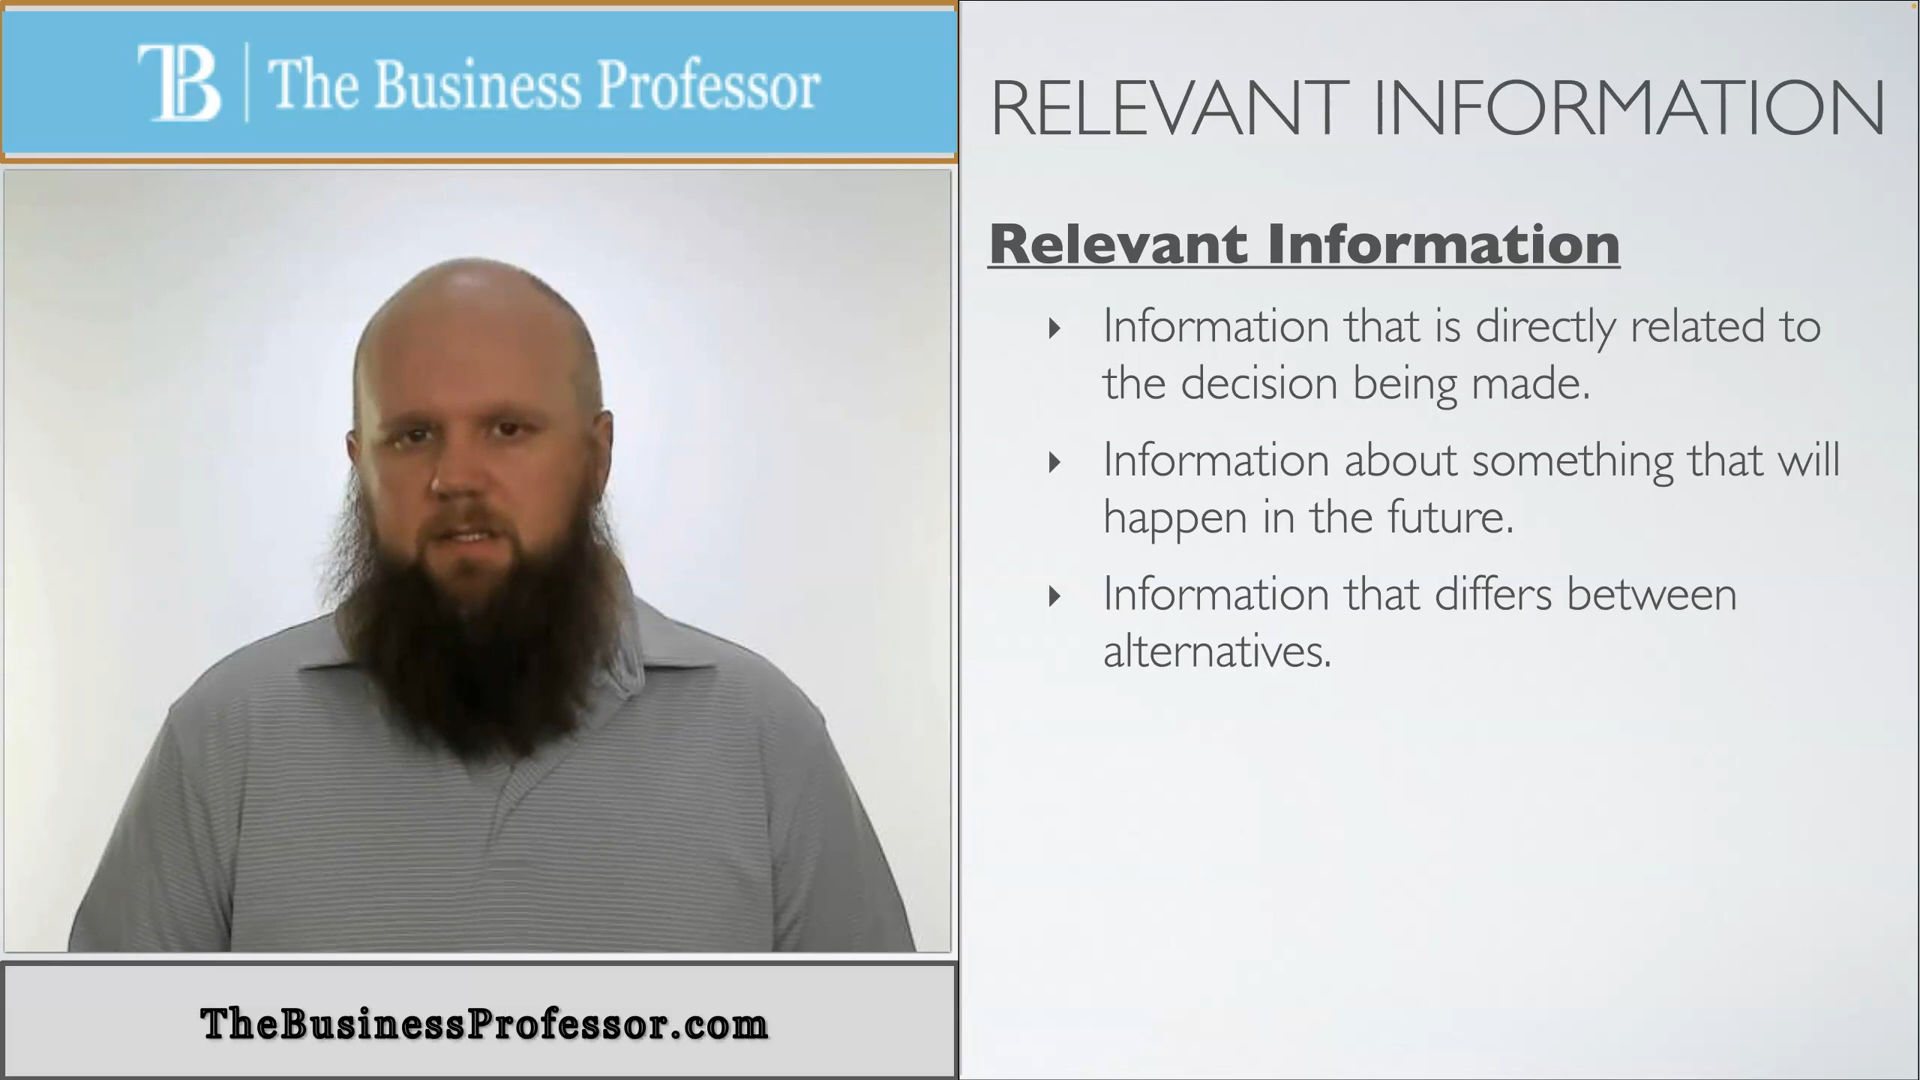 TB | The Business Professor
RELEVANT INFORMATION
Relevant Information
Information that is directly related to
the decision being made.
Information about something that will
happen in the future.
Information that differs between
alternatives.
TheBusinessProfessor.com